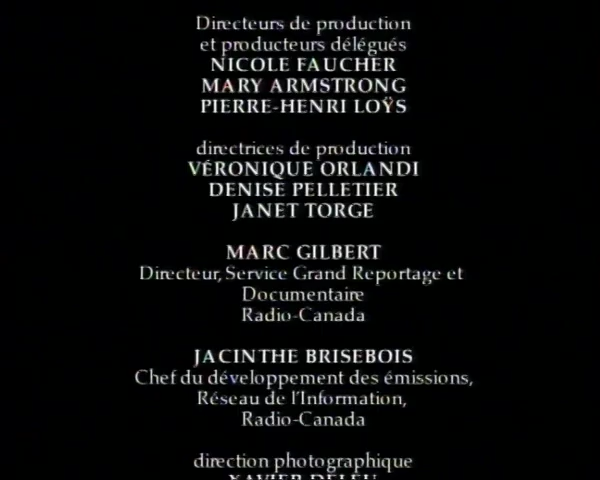 Directeurs de production
et producteurs délégués
NICOLE FAUCHER
MARY ARMSTRONG
PIERRE-HENRI LOŸS
directrices de production
VÉRONIQUE ORLANDI
DENISE PELLETIER
JANET TORGE
MARC GILBERT
Directeur, Service Grand Reportage et
Documentaire
Radio-Canada
JACINTHE BRISEBOIS
Chef du développement des émissions,
Réseau de l'Information,
Radio-Canada
direction photographique
XAVIER DELEU